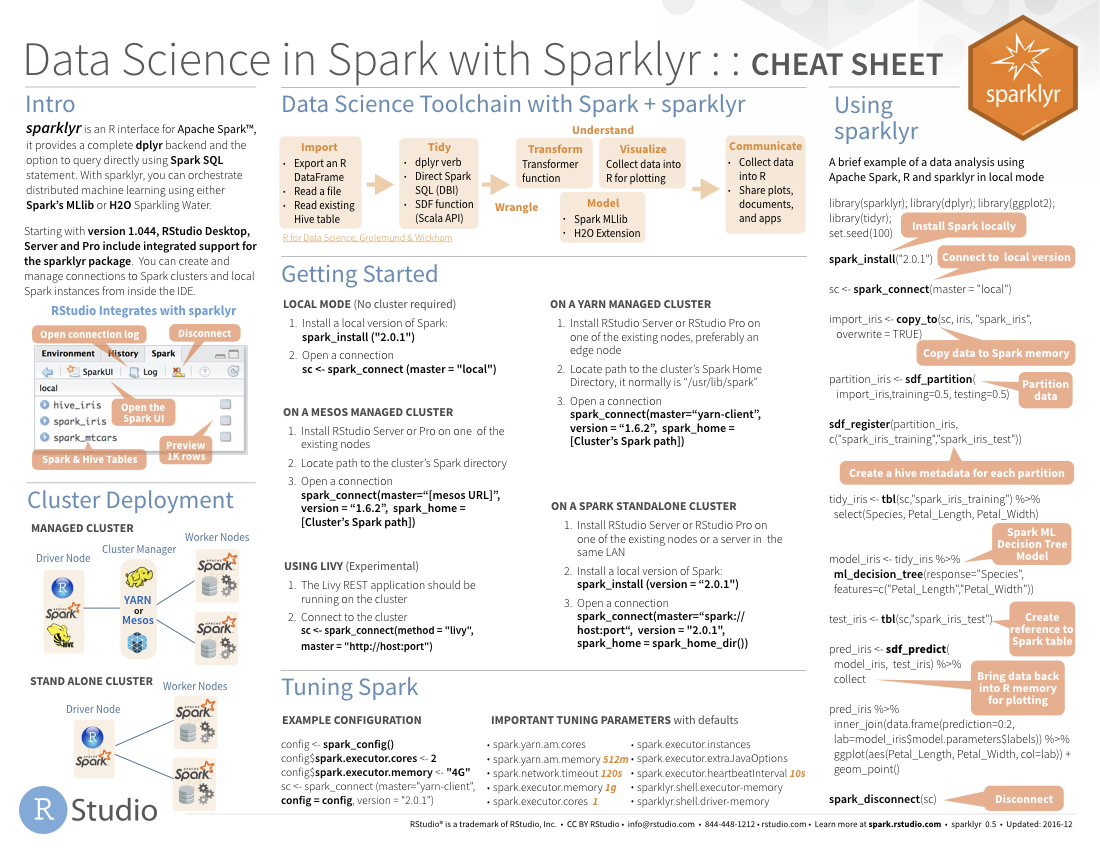 Data Science in Spark with Sparklyr : : CHEAT SHEET
sparklyr
Intro
sparklyr is an R interface for Apache Spark™,
it provides a complete dplyr backend and the
option to query directly using Spark SQL
statement. With sparklyr, you can orchestrate
distributed machine learning using either
Spark's MLlib or H2O Sparkling Water.
Starting with version 1.044, RStudio Desktop,
Server and Pro include integrated support for
the sparklyr package. You can create and
manage connections to Spark clusters and local
Spark instances from inside the IDE.
RStudio Integrates with sparklyr
Open connection log
Disconnect
Environment
History
Spark
SparkUI
Log
local
hive_iris
spark_iris
spark_mtcars
Open the
Spark UI
Preview
1K rows
Spark & Hive Tables
Cluster Deployment
MANAGED CLUSTER
Driver Node
Cluster Manager
Worker Nodes
R
APACHE
Spark
HIVE
YARN
or
Mesos
APACHE
Spark
APACHE
Spark
STAND ALONE CLUSTER
Worker Nodes
Driver Node
R
APACHE
Spark
APACHE
Spark
APACHE
Spark
R Studio
Data Science Toolchain with Spark + sparklyr
Import
• Export an R
DataFrame
• Read a file
• Read existing
Hive table
Tidy
• dplyr verb
• Direct Spark
SQL (DBI)
• SDF function
(Scala API)
Understand
Transform
Transformer
function
Visualize
Collect data into
R for plotting
Wrangle
Model
• Spark MLlib
• H2O Extension
Communicate
• Collect data
into R
• Share plots,
documents,
and apps
R for Data Science, Grolemund & Wickham
Getting Started
LOCAL MODE (No cluster required)
1. Install a local version of Spark:
spark_install ("2.0.1")
2. Open a connection
sc <- spark_connect (master = "local")
ON A MESOS MANAGED CLUSTER
1. Install RStudio Server or Pro on one of the
existing nodes
2. Locate path to the cluster's Spark directory
3. Open a connection
spark_connect(master=“[mesos URL]”,
version = “1.6.2”, spark_home =
[Cluster’s Spark path])
USING LIVY (Experimental)
1. The Livy REST application should be
running on the cluster
2. Connect to the cluster
sc <- spark_connect(method = "livy",
master = "http://host:port")
ON A YARN MANAGED CLUSTER
1. Install RStudio Server or RStudio Pro on
one of the existing nodes, preferably an
edge node
2. Locate path to the cluster’s Spark Home
Directory, it normally is “/usr/lib/spark”
3. Open a connection
spark_connect(master=“yarn-client”,
version = “1.6.2”, spark_home =
[Cluster’s Spark path])
ON A SPARK STANDALONE CLUSTER
1. Install RStudio Server or RStudio Pro on
one of the existing nodes or a server in the
same LAN
2. Install a local version of Spark:
spark_install (version = “2.0.1”)
3. Open a connection
spark_connect(master=“spark://
host:port“, version = "2.0.1",
spark_home = spark_home_dir())
Tuning Spark
EXAMPLE CONFIGURATION
config <- spark_config()
config$spark.executor.cores <- 2
config$spark.executor.memory <- "4G"
sc <- spark_connect (master="yarn-client",
config = config, version = "2.0.1")
IMPORTANT TUNING PARAMETERS with defaults
• spark.yarn.am.cores
• spark.yarn.am.memory 512m
• spark.network.timeout 120s
• spark.executor.memory 1g
• spark.executor.cores 1
• spark.executor.instances
• spark.executor.extraJavaOptions
• spark.executor.heartbeatInterval 10s
• sparklyr.shell.executor-memory
• sparklyr.shell.driver-memory
Using
sparklyr
A brief example of a data analysis using
Apache Spark, R and sparklyr in local mode
library(sparklyr); library(dplyr); library(ggplot2);
library(tidyr);
set.seed(100)
Install Spark locally
spark_install("2.0.1")
Connect to local version
sc <- spark_connect(master = "local")
import_iris <- copy_to(sc, iris, "spark_iris",
overwrite = TRUE)
Copy data to Spark memory
partition_iris <- sdf_partition(
import_iris,training=0.5, testing=0.5)
Partition
data
sdf_register(partition_iris,
c("spark_iris_training","spark_iris_test"))
Create a hive metadata for each partition
tidy_iris <- tbl(sc,"spark_iris_training") %>%
select(Species, Petal_Length, Petal_Width)
Spark ML
Decision Tree
Model
model_iris <- tidy_iris %>%
ml_decision_tree(response="Species",
features=c("Petal_Length","Petal_Width"))
test_iris <- tbl(sc,"spark_iris_test")
Create
reference to
Spark table
pred_iris <- sdf_predict(
model_iris, test_iris) %>%
collect
Bring data back
into R memory
for plotting
pred_iris %>%
inner_join(data.frame(prediction=0:2,
lab=model_iris$model.parameters$labels)) %>%
ggplot(aes(Petal_Length, Petal_Width, col=lab)) +
geom_point()
spark_disconnect(sc)
Disconnect
RStudio® is a trademark of RStudio, Inc. • CC BY RStudio • info@rstudio.com • 844-448-1212 • rstudio.com • Learn more at spark.rstudio.com • sparklyr 0.5 • Updated: 2016-12